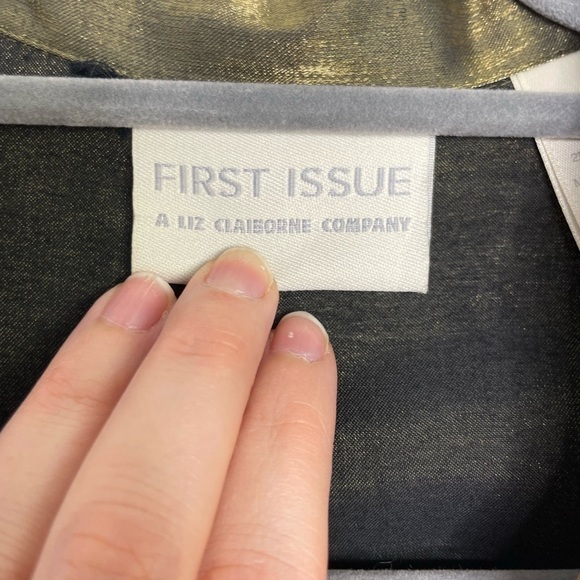 FIRST ISSUE
A LIZ CLAIBORNE COMPANY